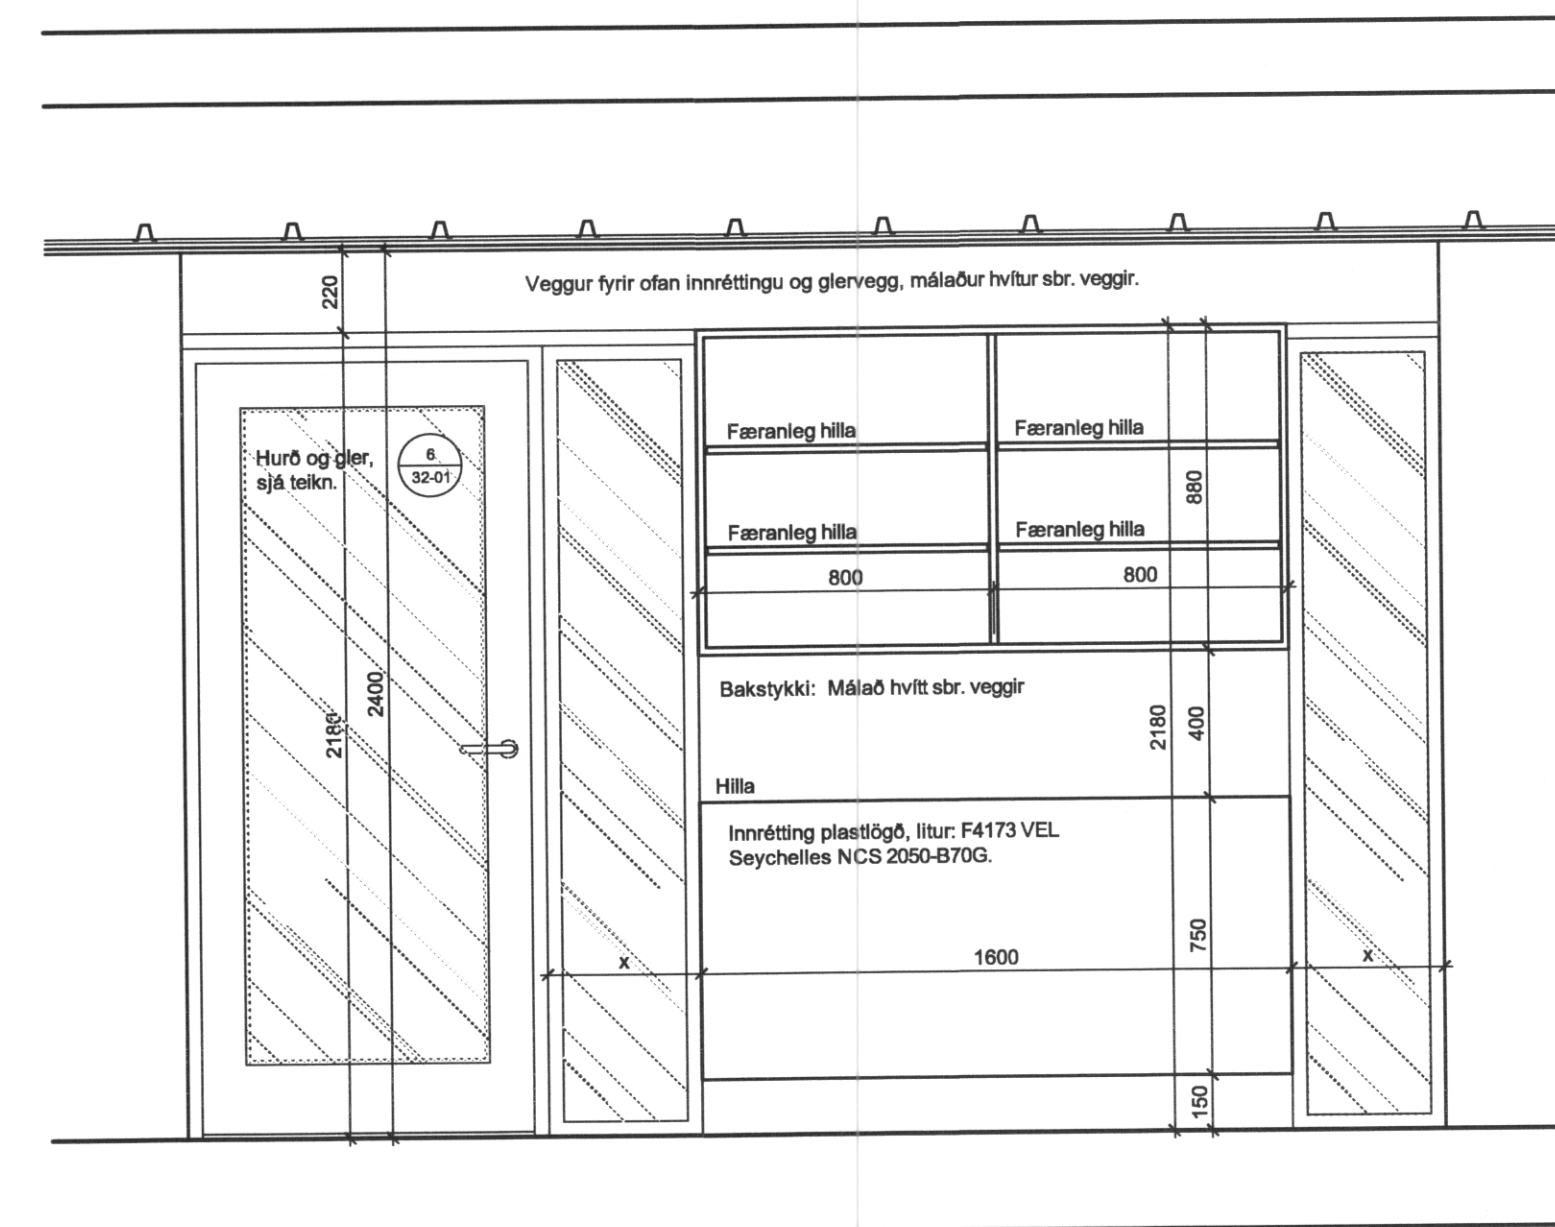 220
Veggur fyrir ofan innréttingu og glervegg, málaður hvítur sbr. veggir.
Hurð og gler,
sjá teikn.
6
32-01
Færanleg hilla
Færanleg hilla
Færanleg hilla
Færanleg hilla
880
800
800
2180
2400
Bakstykki: Málað hvítt sbr. veggir
2180
400
Hilla
Innrétting plastlögð, litur: F4173 VEL
Seychelles NCS 2050-B70G.
x
1600
750
x
150